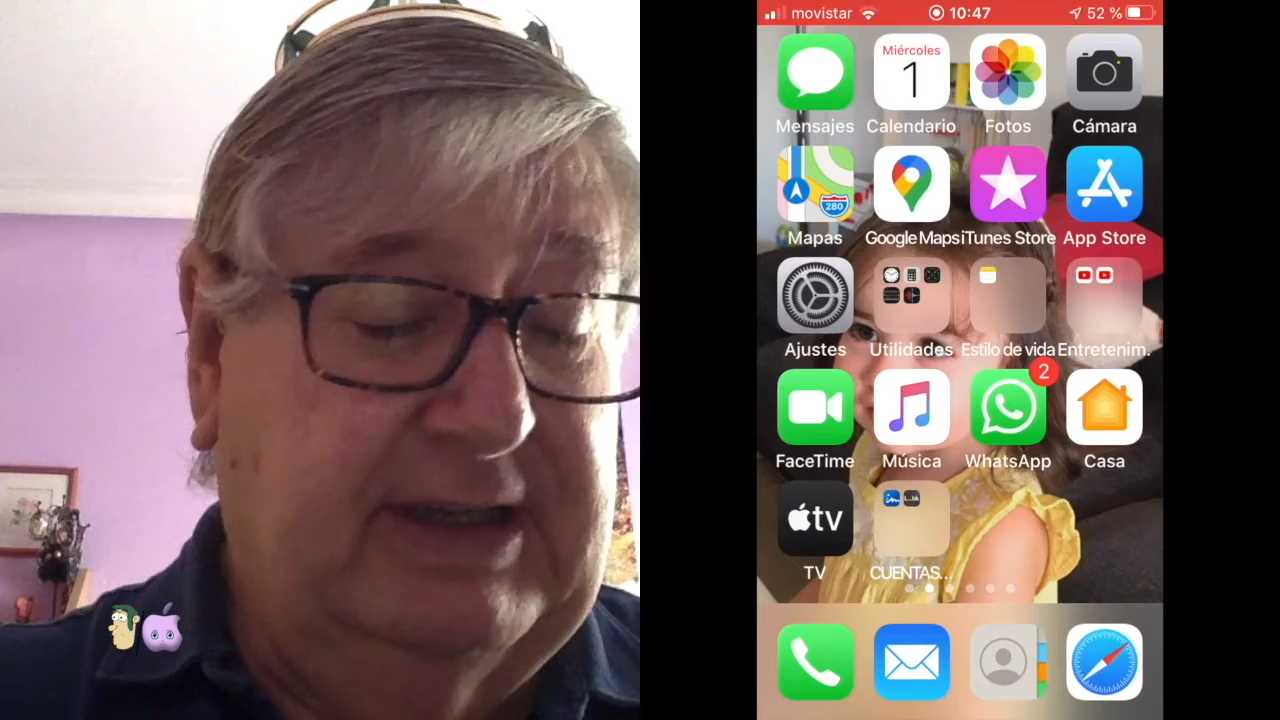 movistar 10:47 52 %
Miércoles
1
Mensajes Calendario Fotos Cámara
280
Mapas Google Maps iTunes Store App Store
Ajustes Utilidades Estilo de vida Entretenim.
2
FaceTime Música WhatsApp Casa
tv
TV CUENTAS...